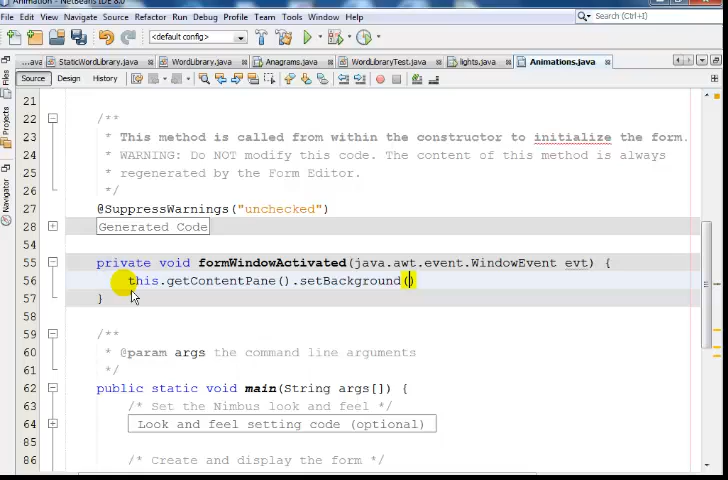 Animation - NetBeans IDE 8.0
File Edit View Navigate Source Refactor Run Debug Profile Team Tools Window Help
<default config>
Search (Ctrl+I)
...ava StaticWordLibrary.java WordLibrary.java Anagrams.java WordLibraryTest.java lights.java Animations.java
Source Design History
Files
Projects
Navigator
21
22 /**
23 * This method is called from within the constructor to initialize the form.
24 * WARNING: Do NOT modify this code. The content of this method is always
25 * regenerated by the Form Editor.
26 */
27 @SuppressWarnings("unchecked")
28 Generated Code
54
55 private void formWindowActivated(java.awt.event.WindowEvent evt) {
56 this.getContentPane().setBackground()
57 }
58
59 /**
60 * @param args the command line arguments
61 */
62 public static void main(String args[]) {
63 /* Set the Nimbus look and feel */
64 Look and feel setting code (optional)
85
86 /* Create and display the form */